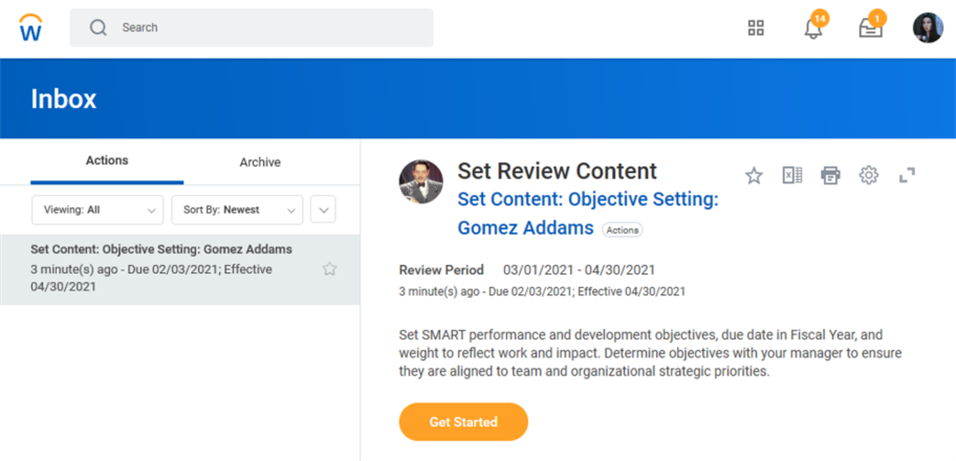 W
Search
14
1
Inbox
Actions
Archive
Viewing: All
Sort By: Newest
Set Content: Objective Setting: Gomez Addams
3 minute(s) ago - Due 02/03/2021; Effective
04/30/2021
Set Review Content
Set Content: Objective Setting:
Gomez Addams Actions
Review Period 03/01/2021 - 04/30/2021
3 minute(s) ago - Due 02/03/2021; Effective 04/30/2021
Set SMART performance and development objectives, due date in Fiscal Year, and
weight to reflect work and impact. Determine objectives with your manager to ensure
they are aligned to team and organizational strategic priorities.
Get Started